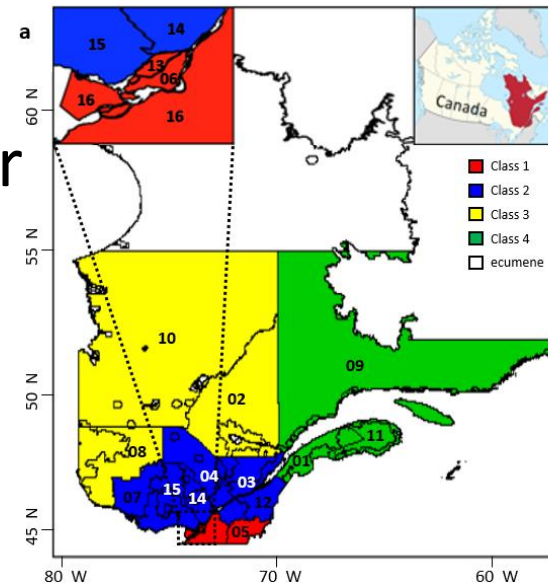 a
15
14
13
06
16
16
Canada
r
60 N
Class 1
Class 2
Class 3
Class 4
ecumene
55 N
10
09
50 N
02
11
08
01
04
03
15
07
14
12
05
45 N
80 W
70 W
60 W